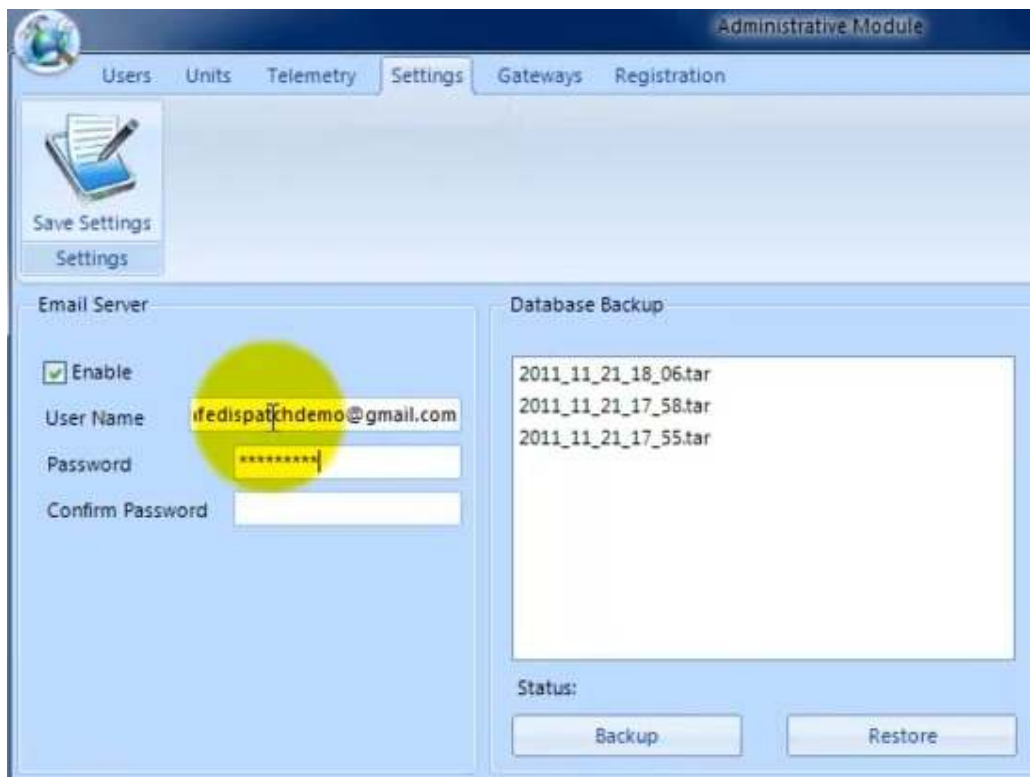 Administrative Module
Users Units Telemetry Settings Gateways Registration
Save Settings
Settings
Email Server
Enable
User Name fedispatchdemo@gmail.com
Password *********
Confirm Password
Database Backup
2011_11_21_18_06.tar
2011_11_21_17_58.tar
2011_11_21_17_55.tar
Status:
Backup Restore